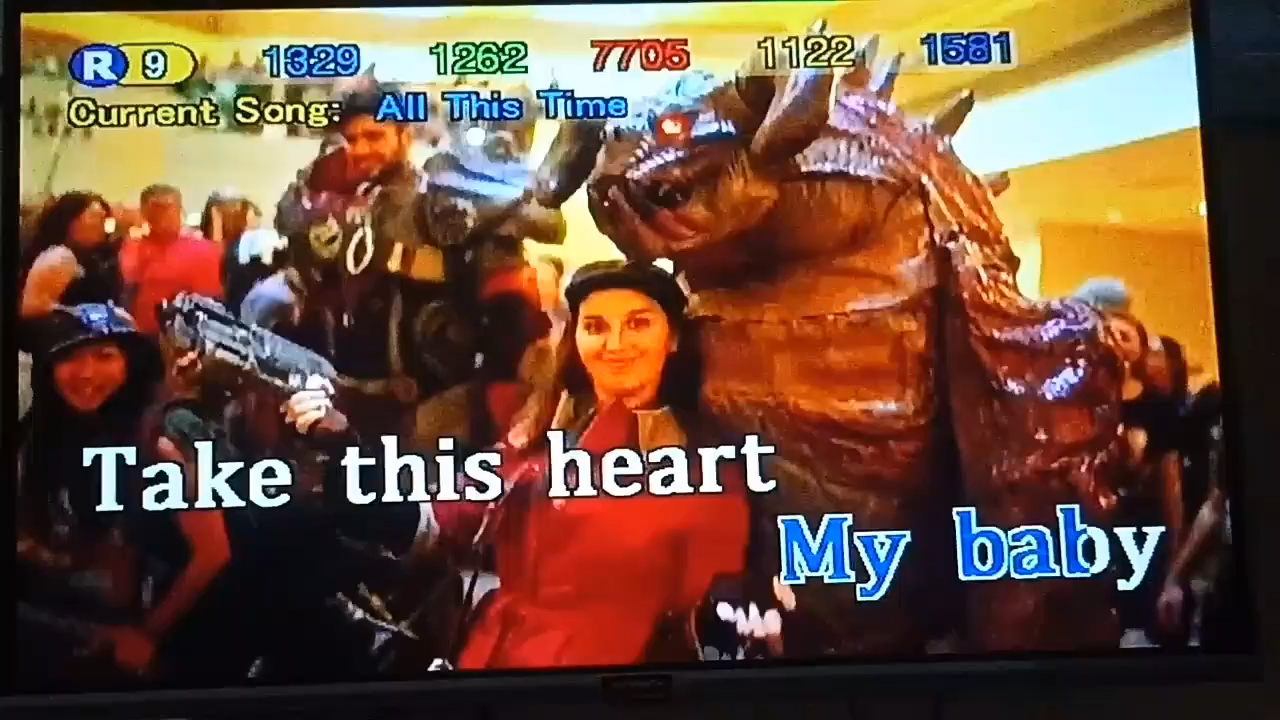 R 9 1329 1262 7705 1122 1581
Current Song: All This Time
Take this heart
My baby